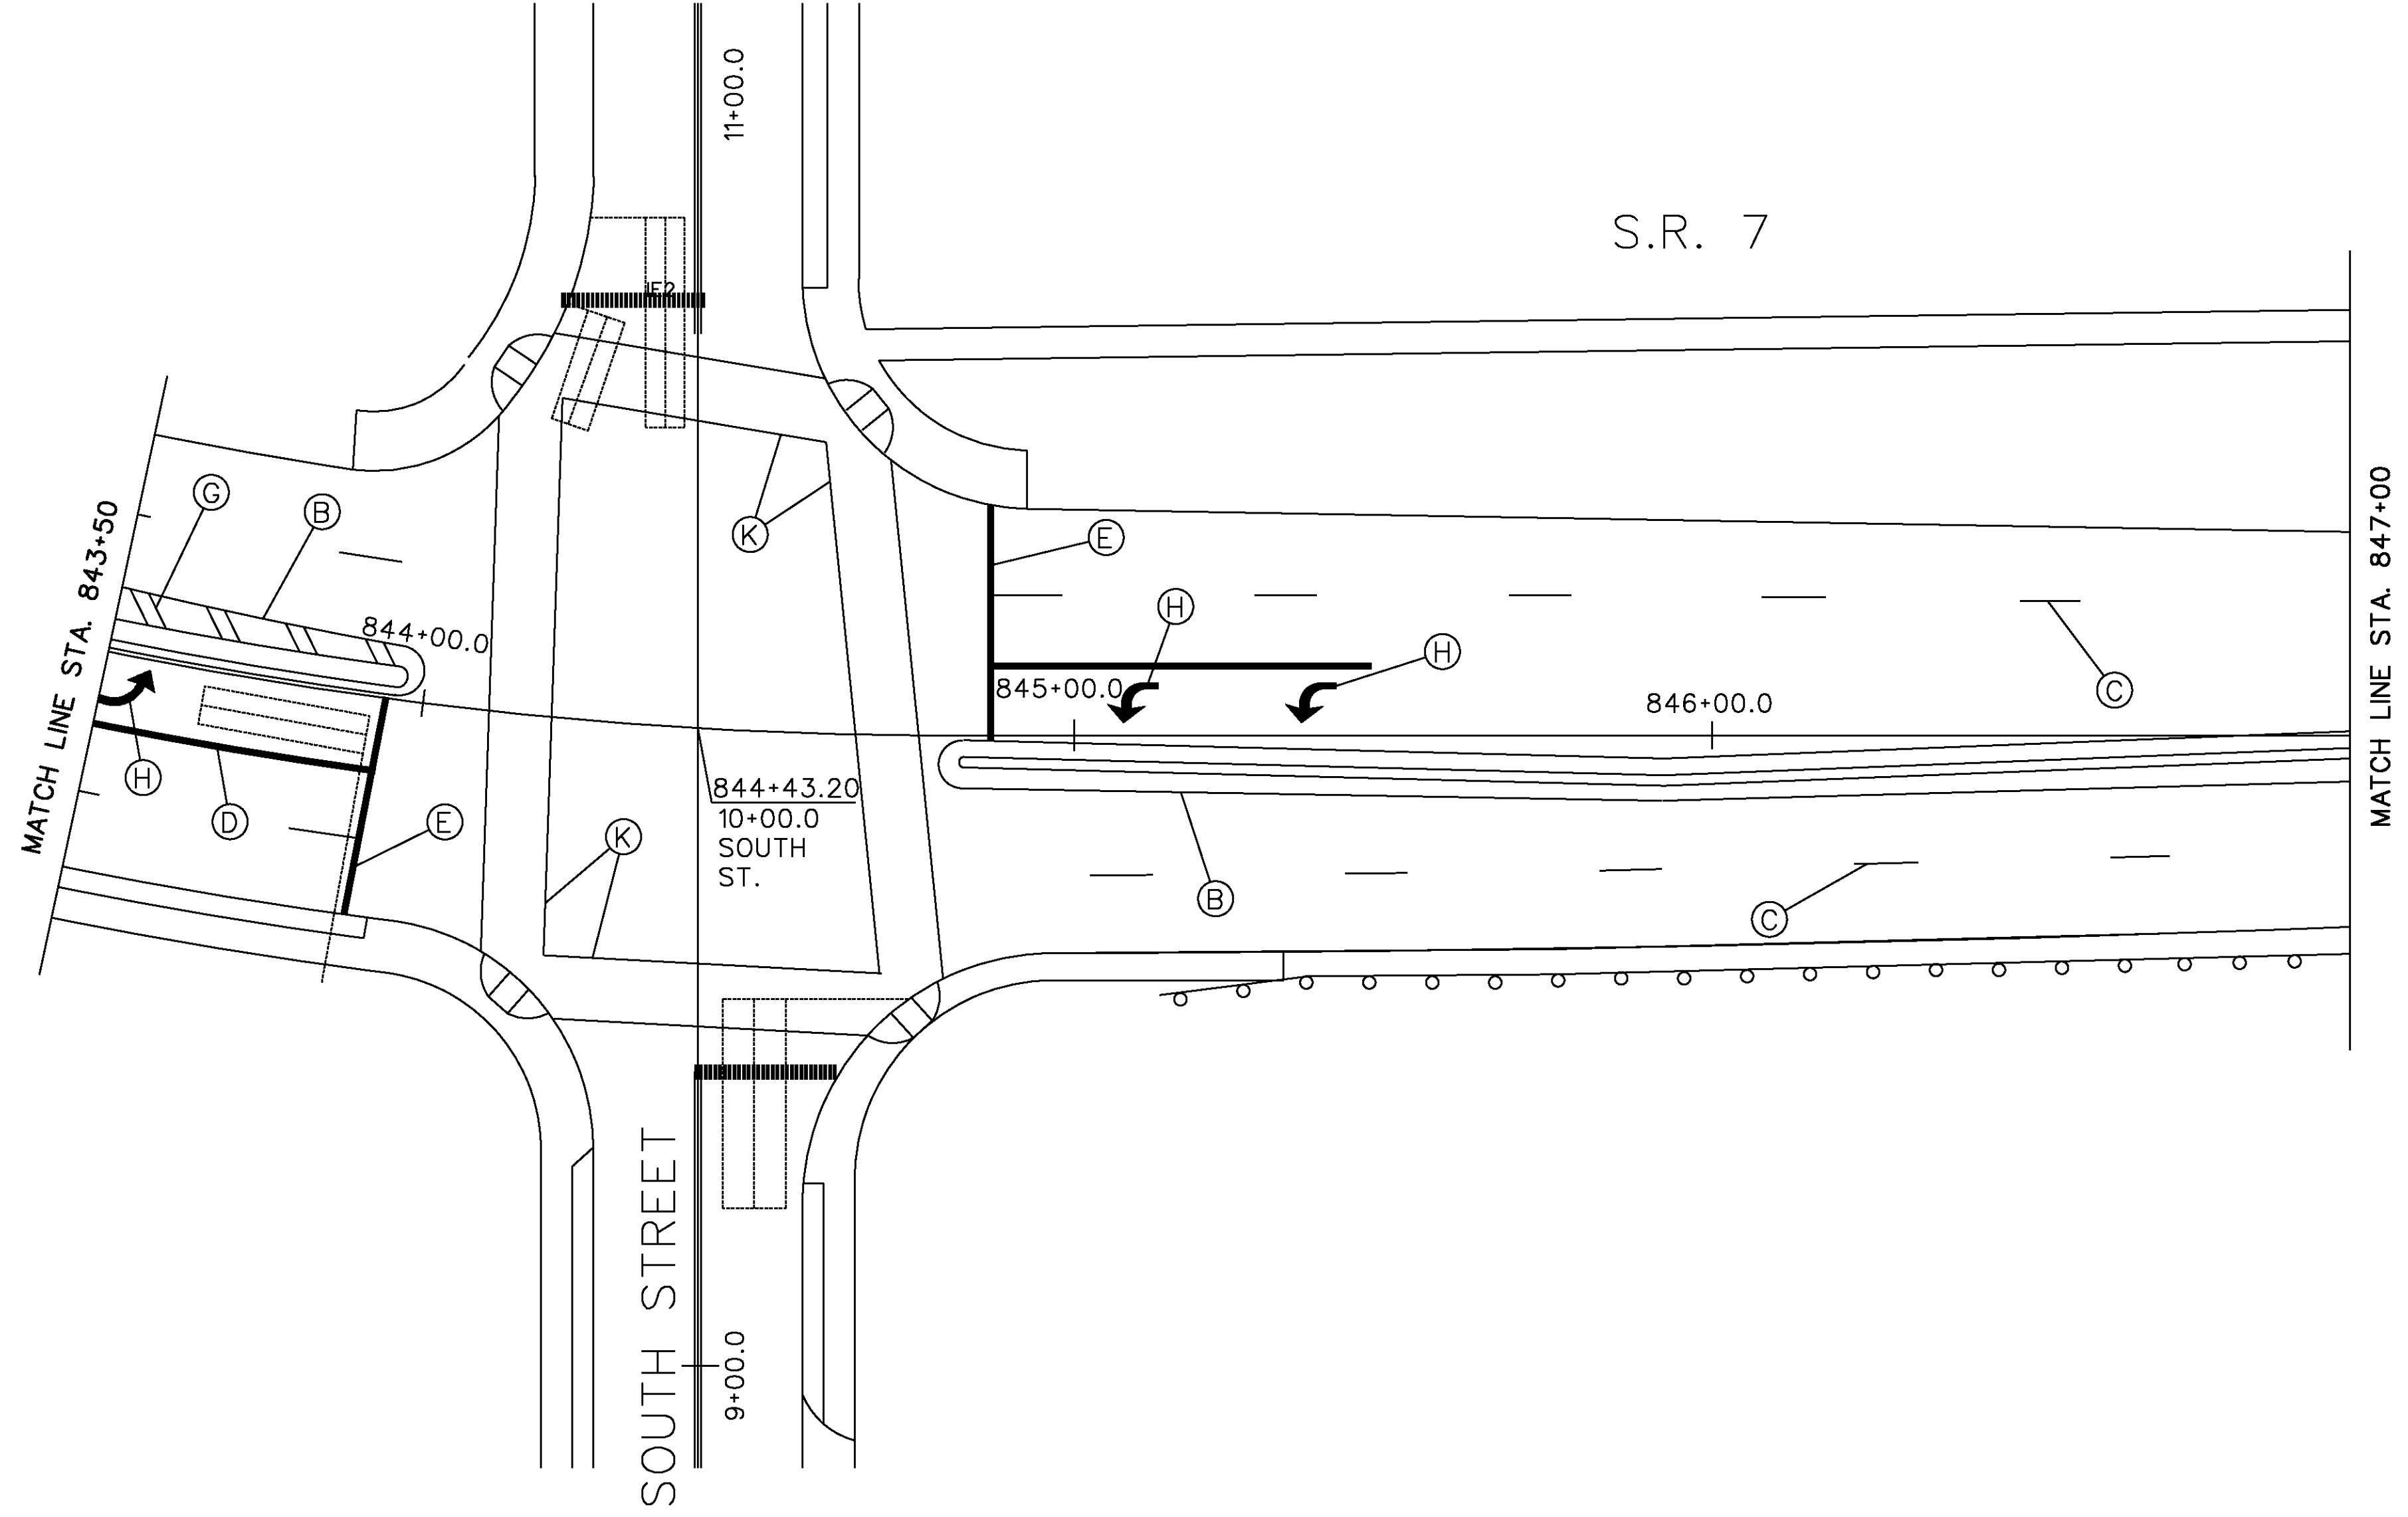 11+00.0
S.R. 7
MATCH LINE STA. 843+50
G
B
844+00.0
K
E
H
H
845+00.0
846+00.0
C
MATCH LINE STA. 847+00
H
D
E
K
844+43.20
10+00.0
SOUTH
ST.
B
C
SOUTH STREET
9+00.0